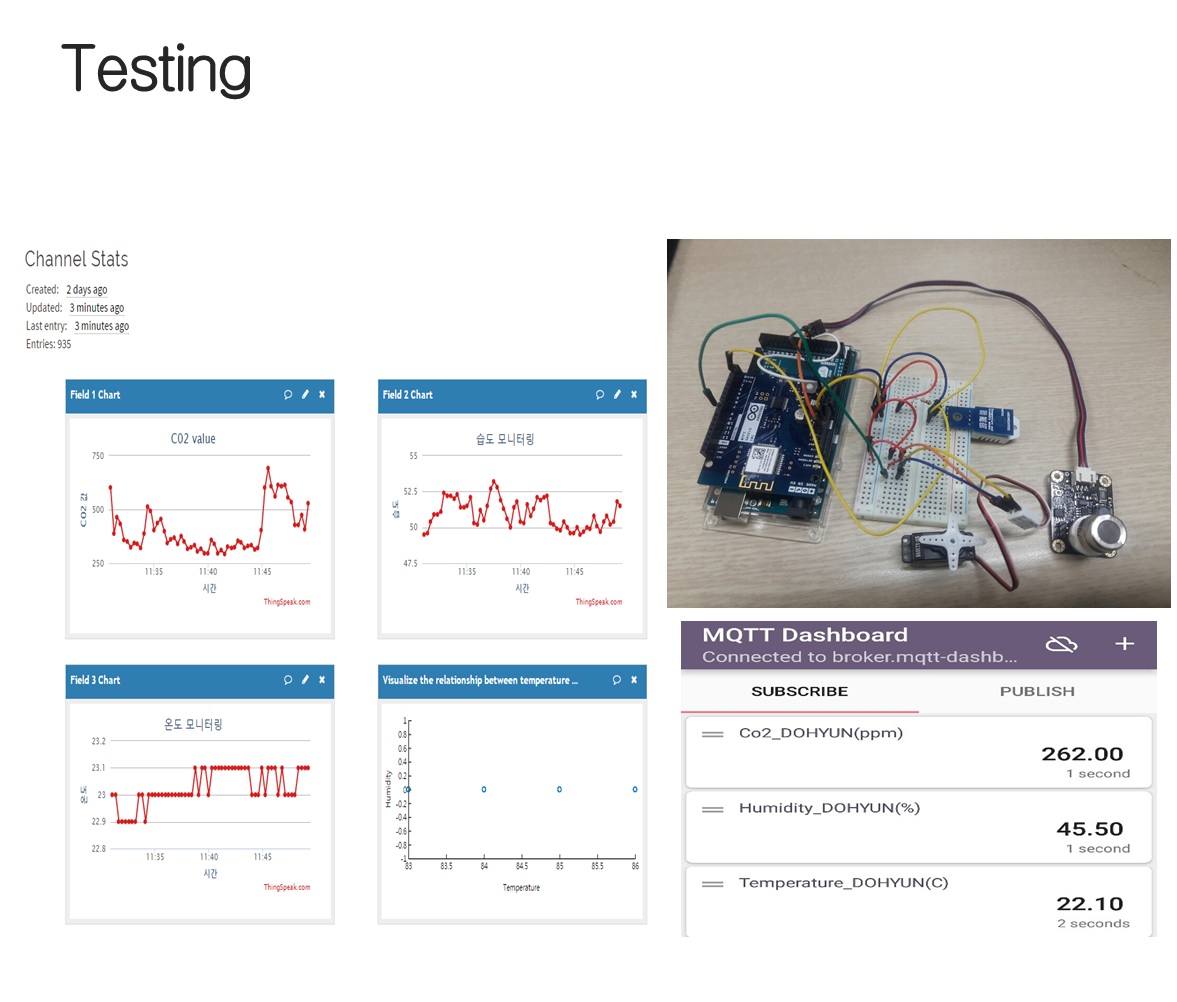 Testing
Channel Stats
Created: 2 days ago
Updated: 3 minutes ago
Last entry: 3 minutes ago
Entries: 935
Field 1 Chart
C02 value
750
500
250
C02 값
11:35 11:40 11:45
시간
ThingSpeak.com
Field 2 Chart
습도 모니터링
55
52.5
50
47.5
습도
11:35 11:40 11:45
시간
ThingSpeak.com
Field 3 Chart
온도 모니터링
23.2
23.1
23
22.9
22.8
온도
11:35 11:40 11:45
시간
ThingSpeak.com
Visualize the relationship between temperature ...
1
0.8
0.6
0.4
0.2
0
-0.2
-0.4
-0.6
-0.8
-1
Humidity
83 83.5 84 84.5 85 85.5 86
Temperature
MQTT Dashboard
Connected to broker.mqtt-dashb...
SUBSCRIBE PUBLISH
Co2_DOHYUN(ppm)
262.00
1 second
Humidity_DOHYUN(%)
45.50
1 second
Temperature_DOHYUN(C)
22.10
2 seconds